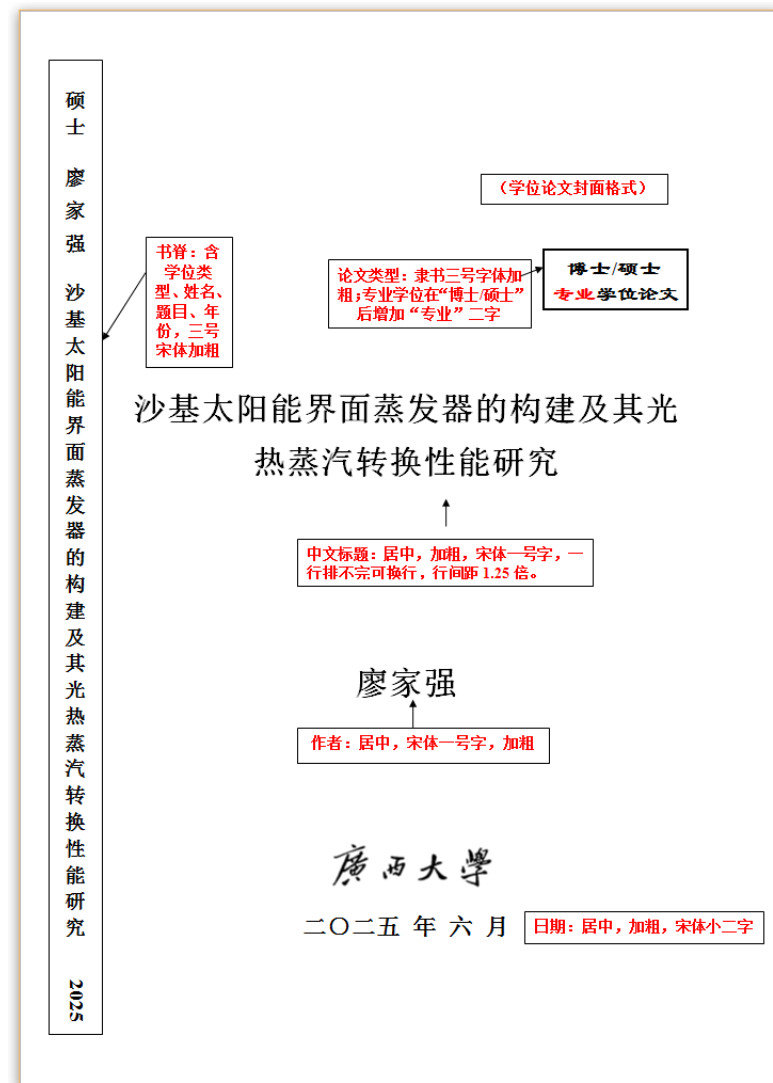 硕士 廖家强 沙基太阳能界面蒸发器的构建及其光热蒸汽转换性能研究 2025
（学位论文封面格式）
书脊：含
学位类
型、姓名、
题目、年
份，三号
宋体加粗
论文类型：隶书三号字体加
粗；专业学位在“博士/硕士”
后增加“专业”二字
博士/硕士
专业学位论文
沙基太阳能界面蒸发器的构建及其光
热蒸汽转换性能研究
中文标题：居中，加粗，宋体一号字，一
行排不完可换行，行间距 1.25 倍。
廖家强
作者：居中，宋体一号字，加粗
廣西大學
二〇二五 年 六 月
日期：居中，加粗，宋体小二字